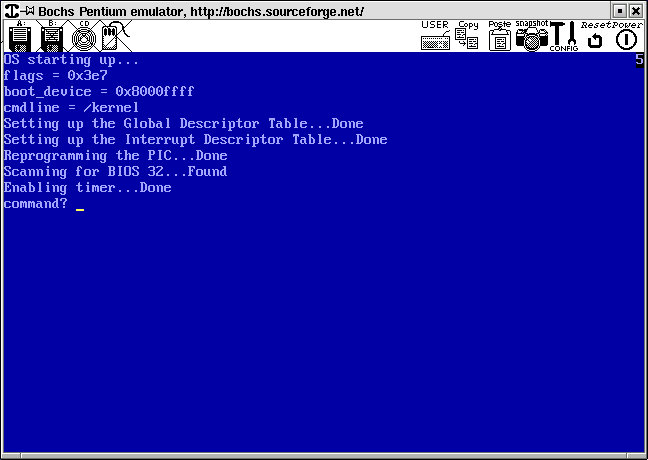 Bochs Pentium emulator, http://bochs.sourceforge.net/
A: B: CD USER Copy Paste snapshot CONFIG Reset Power
OS starting up... 5
flags = 0x3e7
boot_device = 0x8000ffff
cmdline = /kernel
Setting up the Global Descriptor Table...Done
Setting up the Interrupt Descriptor Table...Done
Reprogramming the PIC...Done
Scanning for BIOS 32...Found
Enabling timer...Done
command? _